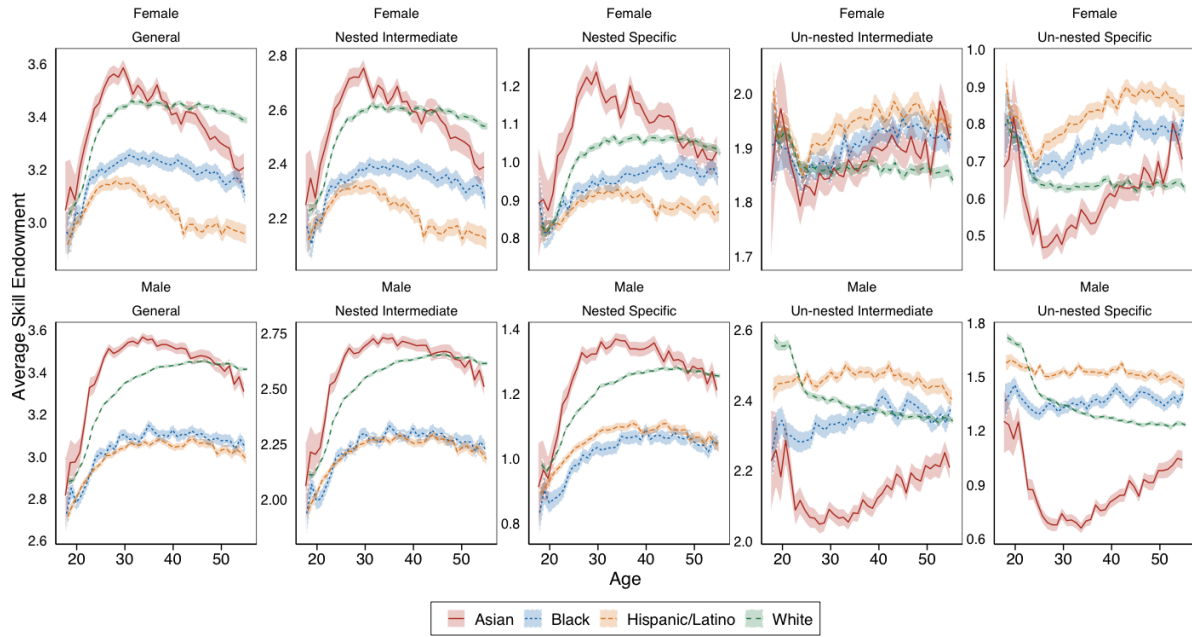 Female Female Female Female Female
General Nested Intermediate Nested Specific Un-nested Intermediate Un-nested Specific
3.6 3.4 3.2 3.0
2.8 2.6 2.4 2.2
1.2 1.1 1.0 0.9 0.8
2.0 1.9 1.8 1.7
1.0 0.9 0.8 0.7 0.6 0.5 0.4
Average Skill Endowment
Male Male Male Male Male
General Nested Intermediate Nested Specific Un-nested Intermediate Un-nested Specific
3.6 3.4 3.2 3.0 2.8 2.6
2.75 2.50 2.25 2.00
1.4 1.2 1.0 0.8
2.6 2.4 2.2 2.0
1.8 1.5 1.2 0.9 0.6
20 30 40 50 20 30 40 50 20 30 40 50 20 30 40 50 20 30 40 50
Age
Asian Black Hispanic/Latino White